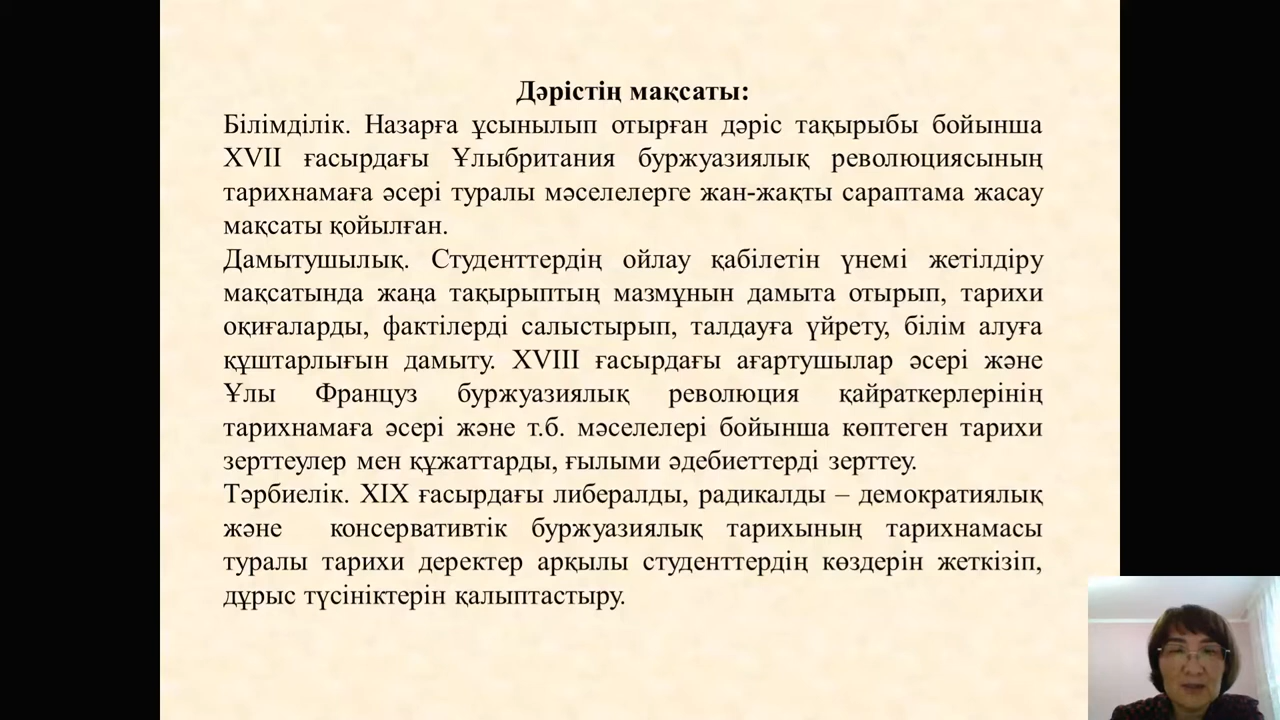 Дәрістің мақсаты:
Білімділік. Назарға ұсынылып отырған дәріс тақырыбы бойынша
XVII ғасырдағы Ұлыбритания буржуазиялық революциясының
тарихнамаға әсері туралы мәселелерге жан-жақты сараптама жасау
мақсаты қойылған.
Дамытушылық. Студенттердің ойлау қабілетін үнемі жетілдіру
мақсатында жаңа тақырыптың мазмұнын дамыта отырып, тарихи
оқиғаларды, фактілерді салыстырып, талдауға үйрету, білім алуға
құштарлығын дамыту. XVIII ғасырдағы ағартушылар әсері және
Ұлы Француз буржуазиялық революция қайраткерлерінің
тарихнамаға әсері және т.б. мәселелері бойынша көптеген тарихи
зерттеулер мен құжаттарды, ғылыми әдебиеттерді зерттеу.
Тәрбиелік. XIX ғасырдағы либералды, радикалды – демократиялық
және консервативтік буржуазиялық тарихының тарихнамасы
туралы тарихи деректер арқылы студенттердің көздерін жеткізіп,
дұрыс түсініктерін қалыптастыру.